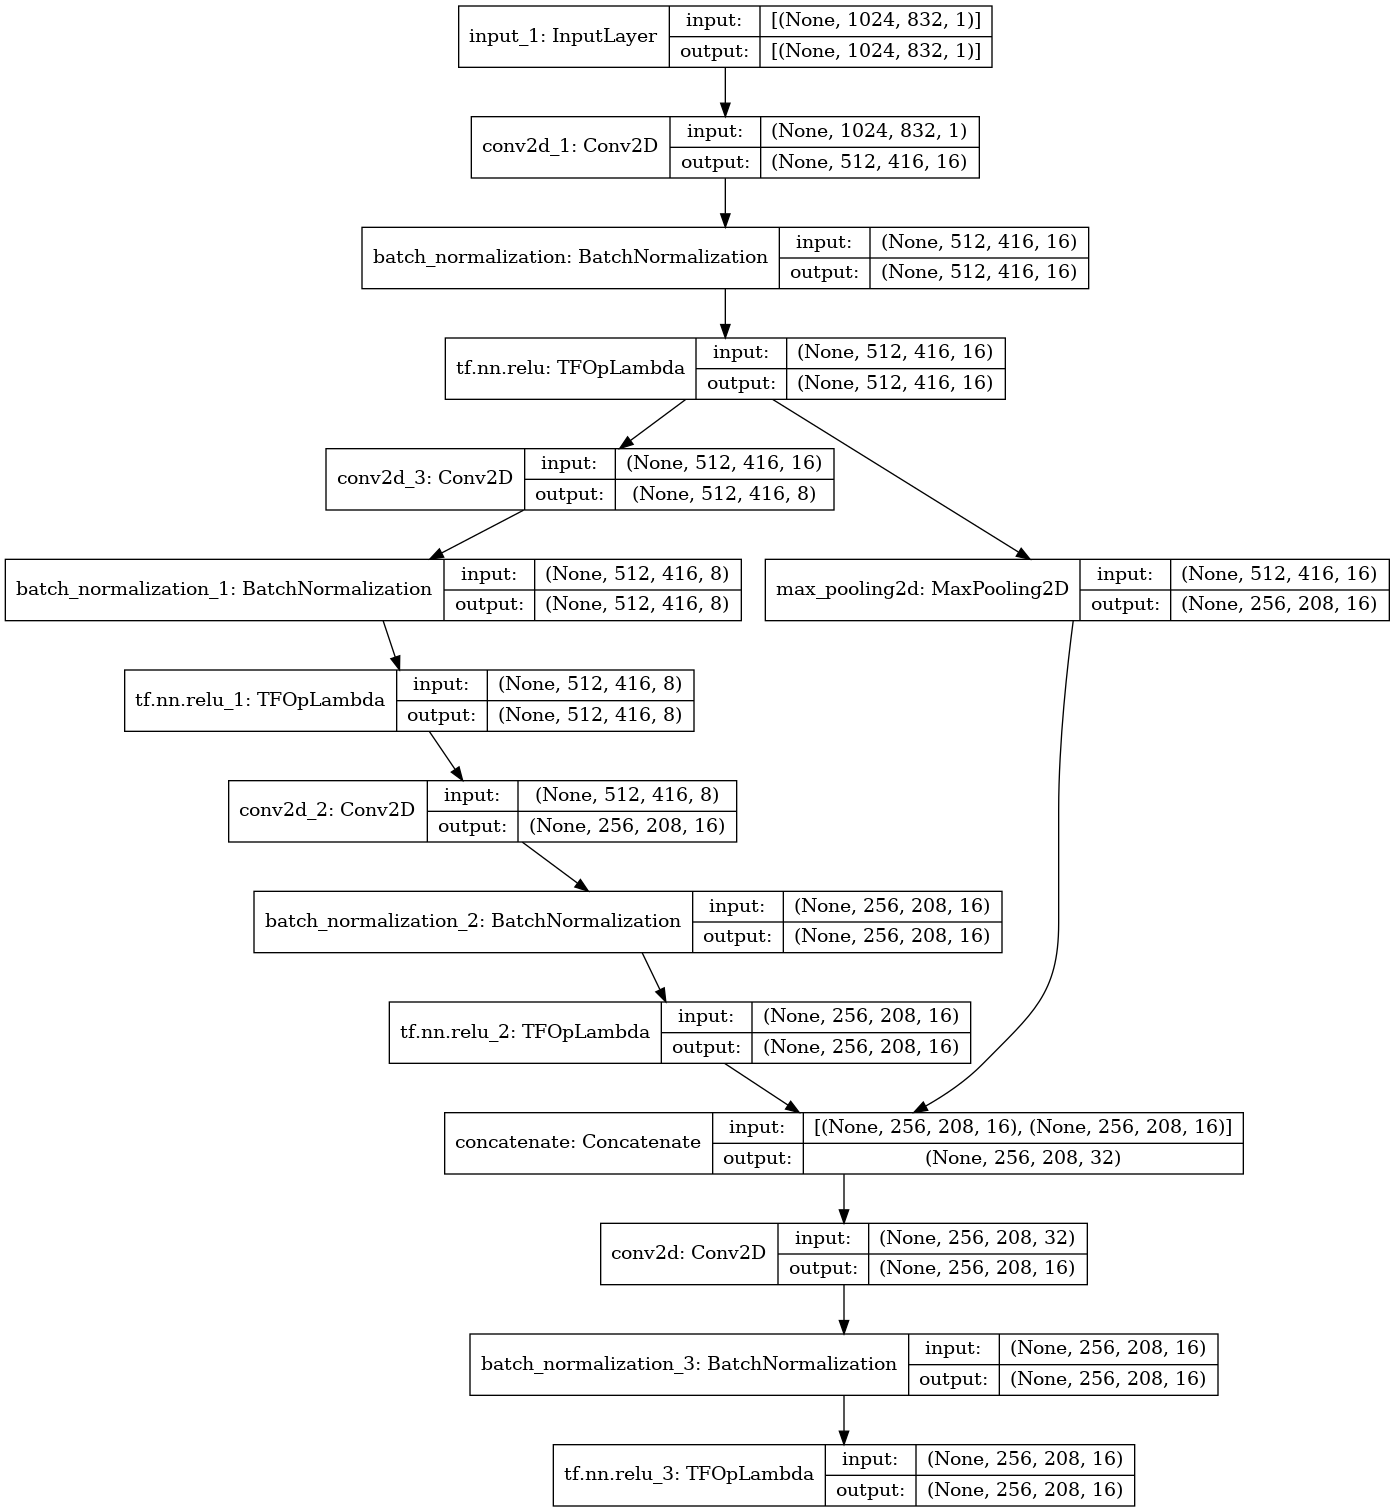 input_1: InputLayer
input: [(None, 1024, 832, 1)]
output: [(None, 1024, 832, 1)]
conv2d_1: Conv2D
input: (None, 1024, 832, 1)
output: (None, 512, 416, 16)
batch_normalization: BatchNormalization
input: (None, 512, 416, 16)
output: (None, 512, 416, 16)
tf.nn.relu: TFOpLambda
input: (None, 512, 416, 16)
output: (None, 512, 416, 16)
conv2d_3: Conv2D
input: (None, 512, 416, 16)
output: (None, 512, 416, 8)
batch_normalization_1: BatchNormalization
input: (None, 512, 416, 8)
output: (None, 512, 416, 8)
max_pooling2d: MaxPooling2D
input: (None, 512, 416, 16)
output: (None, 256, 208, 16)
tf.nn.relu_1: TFOpLambda
input: (None, 512, 416, 8)
output: (None, 512, 416, 8)
conv2d_2: Conv2D
input: (None, 512, 416, 8)
output: (None, 256, 208, 16)
batch_normalization_2: BatchNormalization
input: (None, 256, 208, 16)
output: (None, 256, 208, 16)
tf.nn.relu_2: TFOpLambda
input: (None, 256, 208, 16)
output: (None, 256, 208, 16)
concatenate: Concatenate
input: [(None, 256, 208, 16), (None, 256, 208, 16)]
output: (None, 256, 208, 32)
conv2d: Conv2D
input: (None, 256, 208, 32)
output: (None, 256, 208, 16)
batch_normalization_3: BatchNormalization
input: (None, 256, 208, 16)
output: (None, 256, 208, 16)
tf.nn.relu_3: TFOpLambda
input: (None, 256, 208, 16)
output: (None, 256, 208, 16)